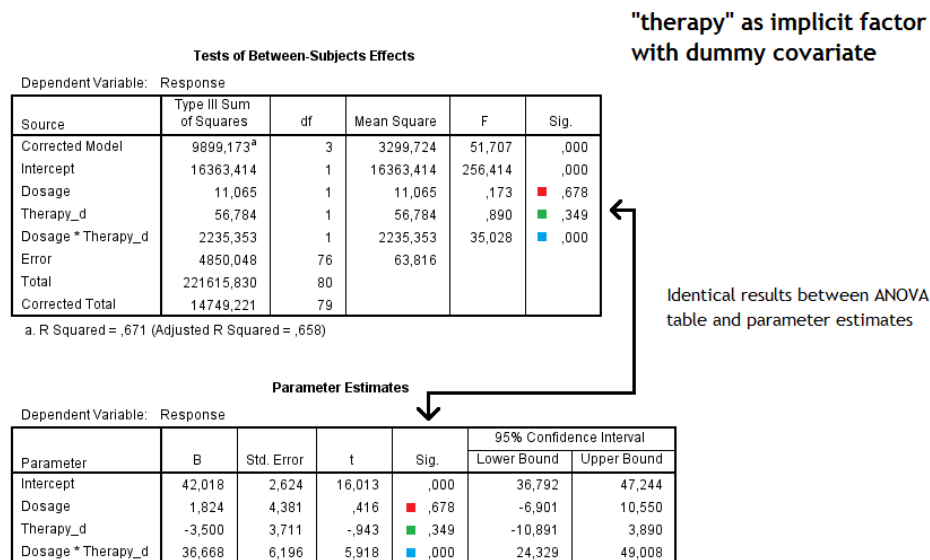 "therapy" as implicit factor
with dummy covariate
Tests of Between-Subjects Effects
Dependent Variable: Response
Source Type III Sum of Squares df Mean Square F Sig.
Corrected Model 9899,173a 3 3299,724 51,707 ,000
Intercept 16363,414 1 16363,414 256,414 ,000
Dosage 11,065 1 11,065 ,173 ,678
Therapy_d 56,784 1 56,784 ,890 ,349
Dosage * Therapy_d 2235,353 1 2235,353 35,028 ,000
Error 4850,048 76 63,816
Total 221615,830 80
Corrected Total 14749,221 79
a. R Squared = ,671 (Adjusted R Squared = ,658)
Identical results between ANOVA
table and parameter estimates
Parameter Estimates
Dependent Variable: Response
95% Confidence Interval
Parameter B Std. Error t Sig. Lower Bound Upper Bound
Intercept 42,018 2,624 16,013 ,000 36,792 47,244
Dosage 1,824 4,381 ,416 ,678 -6,901 10,550
Therapy_d -3,500 3,711 -,943 ,349 -10,891 3,890
Dosage * Therapy_d 36,668 6,196 5,918 ,000 24,329 49,008